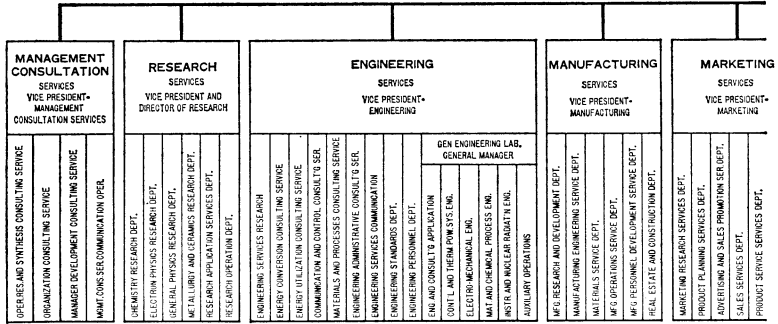 MANAGEMENT
CONSULTATION
SERVICES
VICE PRESIDENT-
MANAGEMENT
CONSULTATION SERVICES
OPER. RES. AND SYNTHESIS CONSULTING SERVICE
ORGANIZATION CONSULTING SERVICE
MANAGER DEVELOPMENT CONSULTING SERVICE
MGMT. CONS. SER. COMMUNICATION OPER.
RESEARCH
SERVICES
VICE PRESIDENT AND
DIRECTOR OF RESEARCH
CHEMISTRY RESEARCH DEPT.
ELECTRON PHYSICS RESEARCH DEPT.
GENERAL PHYSICS RESEARCH DEPT.
METALLURGY AND CERAMICS RESEARCH DEPT.
RESEARCH APPLICATION SERVICES DEPT.
RESEARCH OPERATION DEPT.
ENGINEERING
SERVICES
VICE PRESIDENT-
ENGINEERING
ENGINEERING SERVICES RESEARCH
ENERGY CONVERSION CONSULTING SERVICE
ENERGY UTILIZATION CONSULTING SERVICE
COMMUNICATION AND CONTROL CONSULT'G SER.
MATERIALS AND PROCESSES CONSULTING SERVICE
ENGINEERING ADMINISTRATIVE CONSULT'G SER.
ENGINEERING SERVICES COMMUNICATION
ENGINEERING STANDARDS DEPT.
ENGINEERING PERSONNEL DEPT.
GEN ENGINEERING LAB.
GENERAL MANAGER
ENG AND CONSULT'G APPLICATION
CONT'L AND THERM POW. SYS. ENG.
ELECTRO-MECHANICAL ENG.
MAT AND CHEMICAL PROCESS ENG.
INSTR AND NUCLEAR RADIAT'N ENG.
AUXILIARY OPERATIONS
MANUFACTURING
SERVICES
VICE PRESIDENT-
MANUFACTURING
MFG. RESEARCH AND DEVELOPMENT DEPT.
MANUFACTURING ENGINEERING SERVICE DEPT.
MATERIALS SERVICE DEPT.
MFG OPERATIONS SERVICE DEPT.
MFG PERSONNEL DEVELOPMENT SERVICE DEPT.
REAL ESTATE AND CONSTRUCTION DEPT.
MARKETING
SERVICES
VICE PRESIDENT-
MARKETING
MARKETING RESEARCH SERVICES DEPT.
PRODUCT PLANNING SERVICES DEPT.
ADVERTISING AND SALES PROMOTION SER. DEPT.
SALES SERVICES DEPT.
PRODUCT SERVICE SERVICES DEPT.